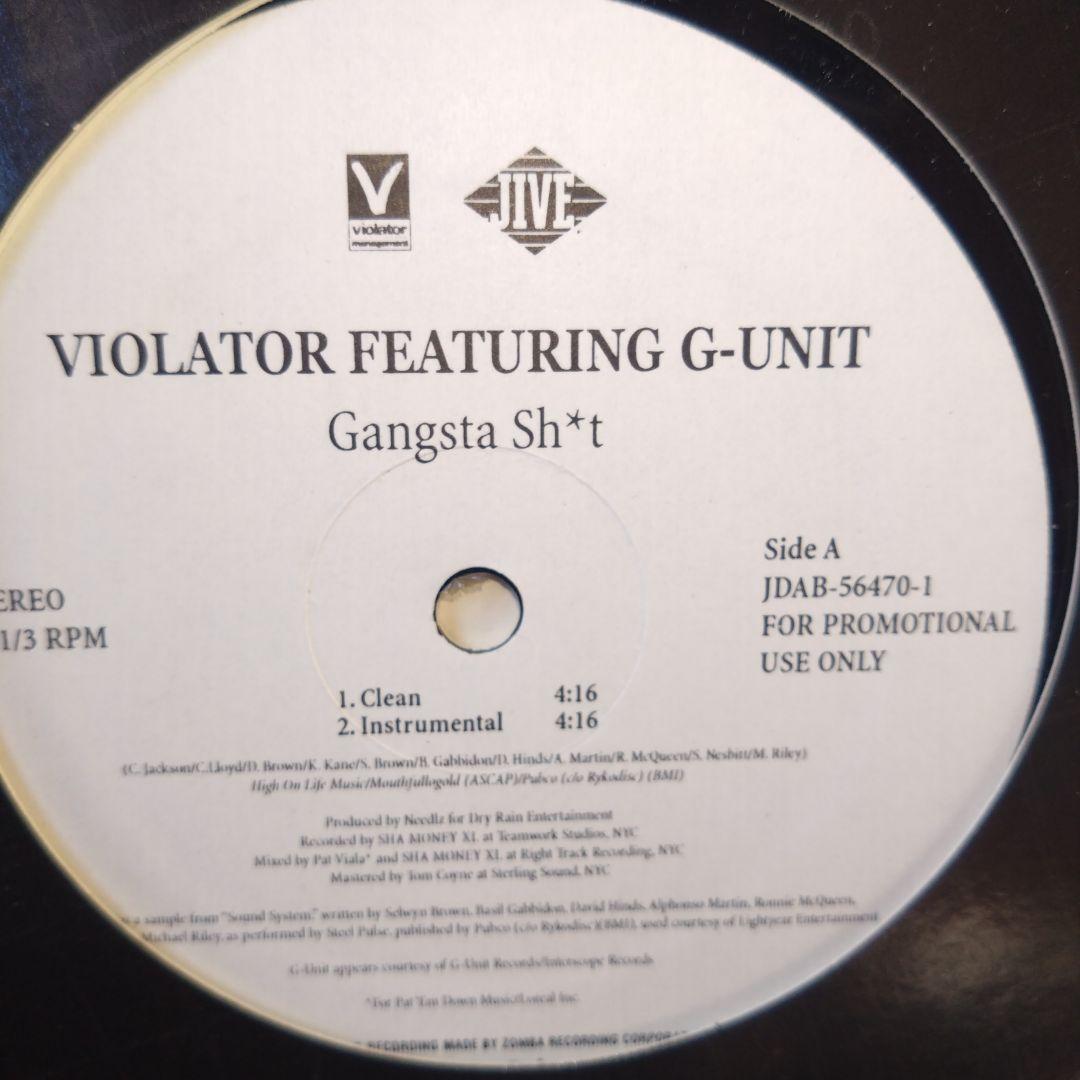 V
violator
management
JIVE
VIOLATOR FEATURING G-UNIT
Gangsta Sh*t
Side A
JDAB-56470-1
FOR PROMOTIONAL
USE ONLY
EREO
1/3 RPM
1. Clean 4:16
2. Instrumental 4:16
(C. Jackson/C.Lloyd/D. Brown/K. Kane/S. Brown/B. Gabbidon/D. Hinds/A. Martin/R. McQueen/S. Nesbitt/M. Riley)
High On Life Music/Mouthfullogold (ASCAP)/Pubco (c/o Rykodisc) (BMI)
Produced by Needlz for Dry Rain Entertainment
Recorded by SHA MONEY XL at Teamwork Studios, NYC
Mixed by Pat Viala* and SHA MONEY XL at Right Track Recording, NYC
Mastered by Tom Coyne at Sterling Sound, NYC
a sample from "Sound System" written by Selwyn Brown, Basil Gabbidon, David Hinds, Alphonso Martin, Ronnie McQueen,
Michael Riley, as performed by Steel Pulse, published by Pubco (c/o Rykodisc)(BMI), used courtesy of Lightyear Entertainment
G-Unit appears courtesy of G-Unit Records/Interscope Records
*For Pat 'Em Down Music/Loreal Inc.
RECORDING MADE BY ZOMBA RECORDING CORPORAT